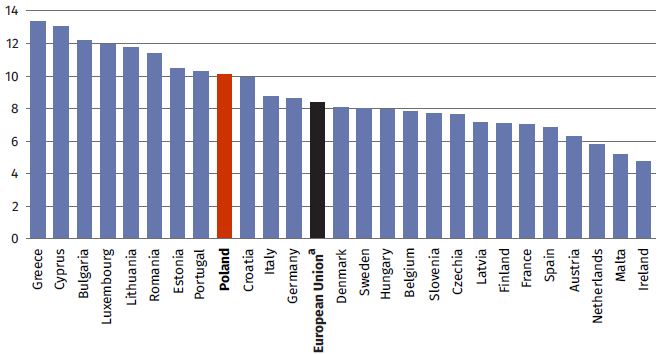 14
12
10
8
6
4
2
0
Greece
Cyprus
Bulgaria
Luxembourg
Lithuania
Romania
Estonia
Portugal
Poland
Croatia
Italy
Germany
European Unionᵃ
Denmark
Sweden
Hungary
Belgium
Slovenia
Czechia
Latvia
Finland
France
Spain
Austria
Netherlands
Malta
Ireland